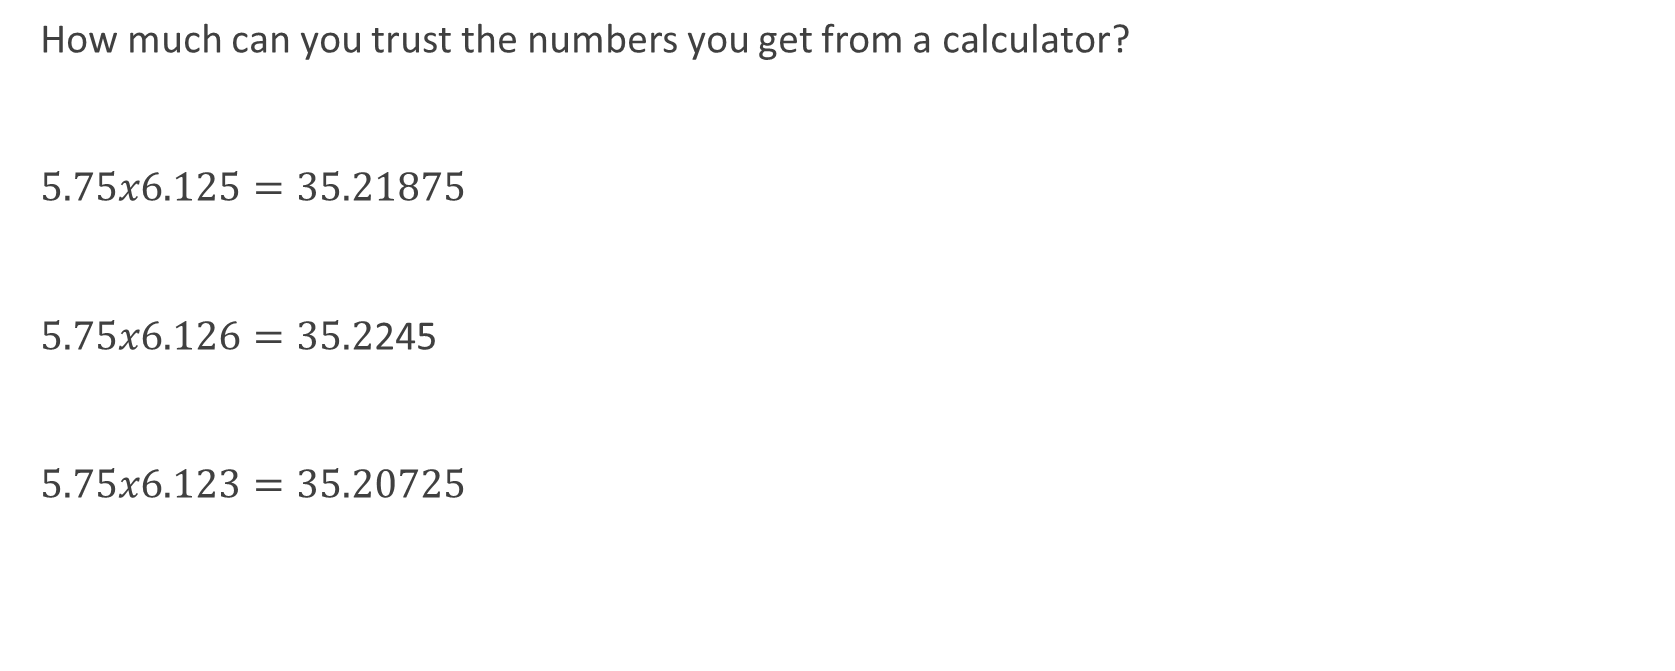 How much can you trust the numbers you get from a calculator?
5.75x6.125 = 35.21875
5.75x6.126 = 35.2245
5.75x6.123 = 35.20725